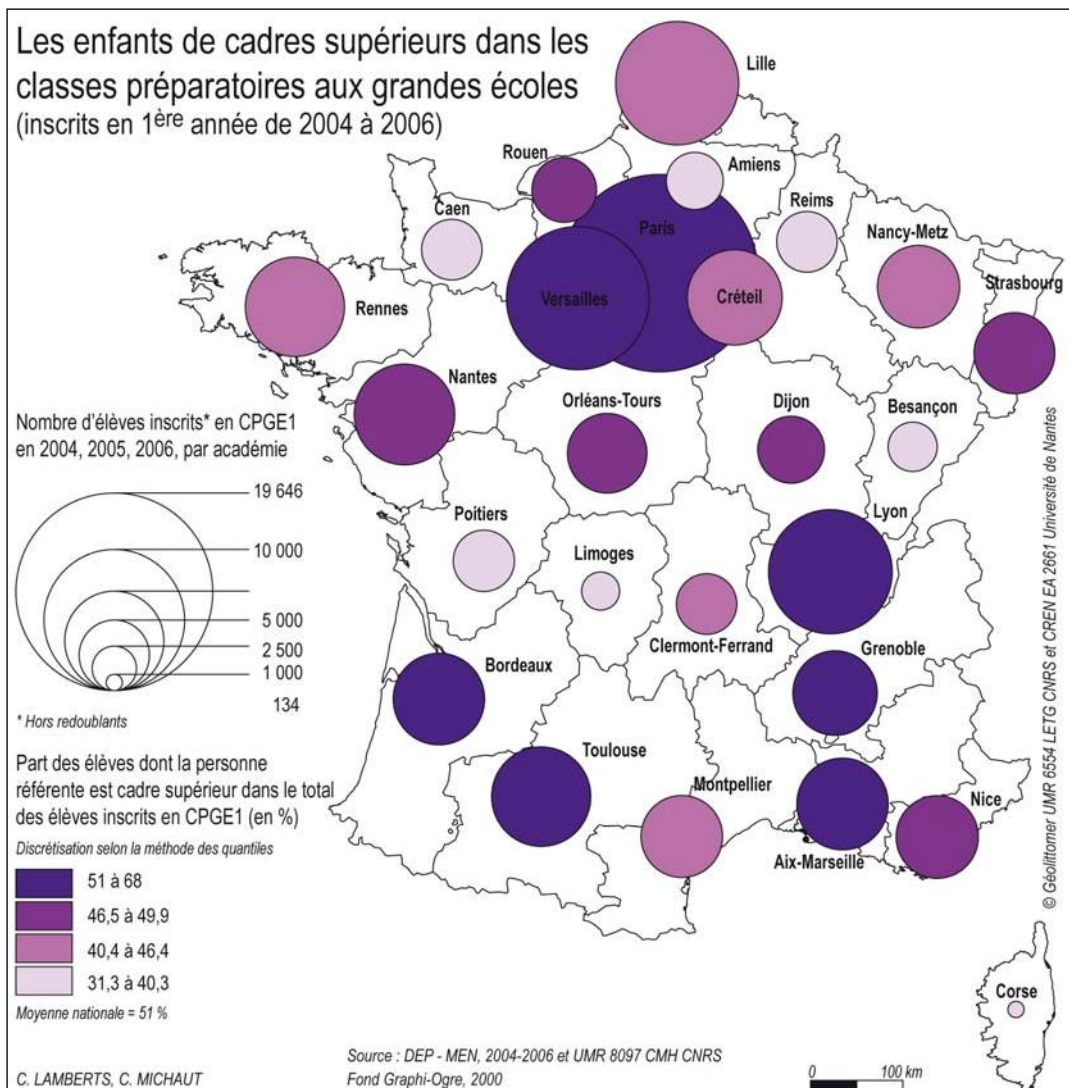 Les enfants de cadres supérieurs dans les
classes préparatoires aux grandes écoles
(inscrits en 1ère année de 2004 à 2006)
Lille
Rouen
Amiens
Caen
Reims
Paris
Nancy-Metz
Strasbourg
Versailles
Créteil
Rennes
Nantes
Orléans-Tours
Dijon
Besançon
Lyon
Poitiers
Limoges
Clermont-Ferrand
Grenoble
Bordeaux
Toulouse
Montpellier
Nice
Aix-Marseille
Corse
Nombre d'élèves inscrits* en CPGE1
en 2004, 2005, 2006, par académie
19 646
10 000
5 000
2 500
1 000
134
* Hors redoublants
Part des élèves dont la personne
référente est cadre supérieur dans le total
des élèves inscrits en CPGE1 (en %)
Discrétisation selon la méthode des quantiles
51 à 68
46,5 à 49,9
40,4 à 46,4
31,3 à 40,3
Moyenne nationale = 51 %
C. LAMBERTS, C. MICHAUT
Source : DEP - MEN, 2004-2006 et UMR 8097 CMH CNRS
Fond Graphi-Ogre, 2000
0 100 km
© Géolittomer UMR 6554 LETG CNRS et CREN EA 2661 Université de Nantes